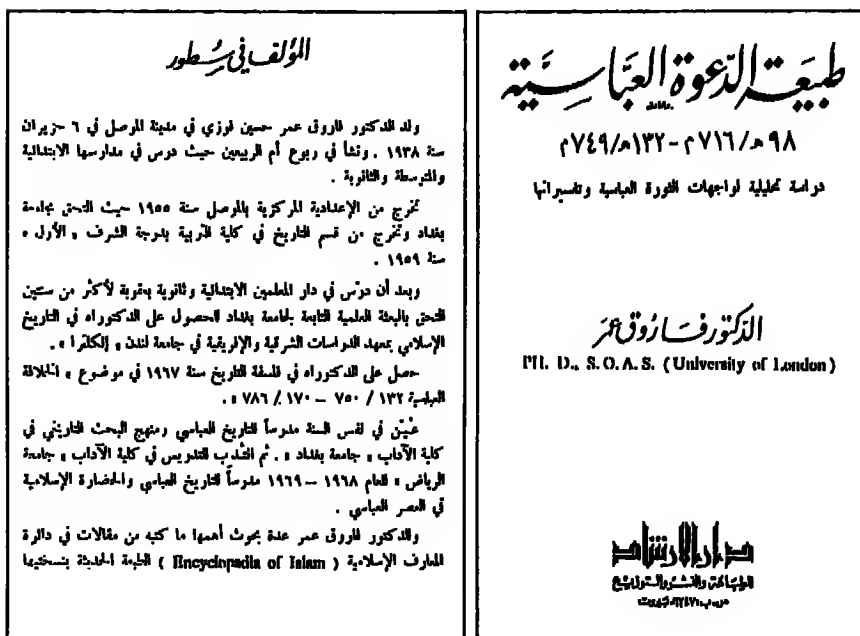 المؤلف في سطور
ولد الدكتور فاروق عمر حسين فوزي في مدينة الموصل في ٦ حزيران
سنة ١٩٣٨ . ونشأ في ربوع أم الربيعين حيث درس في مدارسها الابتدائية
والمتوسطة والثانوية .
تخرج من الإعدادية المركزية بالموصل سنة ١٩٥٥ حيث التحق بجامعة
بغداد وتخرج من قسم التاريخ في كلية التربية بدرجة الشرف « الأولى »
سنة ١٩٥٩ .
وبعد أن درّس في دار المعلمين الابتدائية وثانوية بعقوبة لأكثر من سنتين
التحق بالبعثة العلمية التابعة لجامعة بغداد للحصول على الدكتوراه في التاريخ
الإسلامي بمعهد الدراسات الشرقية والإفريقية في جامعة لندن « إنكلترا » .
حصل على الدكتوراه في فلسفة التاريخ سنة ١٩٦٧ في موضوع « الخلافة
العباسية ١٣٢ / ٧٥٠ – ١٧٠ / ٧٨٦ » .
عُيّن في نفس السنة مدرساً للتاريخ العباسي ومنهج البحث التاريخي في
كلية الآداب « جامعة بغداد » . ثم انتُدب للتدريس في كلية الآداب « جامعة
الرياض » للعام ١٩٦٨ – ١٩٦٩ مدرساً للتاريخ العباسي والحضارة الإسلامية
في العصر العباسي .
والدكتور فاروق عمر عدة بحوث أهمها ما كتبه من مقالات في دائرة
المعارف الإسلامية ( Encyclopadia of Islam ) الطبعة الحديثة بنسختيها
طبيعة الدعوة العباسية
٩٨ هـ/٧١٦م – ١٣٢هـ/٧٤٩م
دراسة تحليلية لواجهات الثورة العباسية وتفسيراتها
الدكتور فاروق عمر
PH. D., S.O.A.S. (University of London)
دار الارشاد
للطباعة والنشر والتوزيع
بيروت